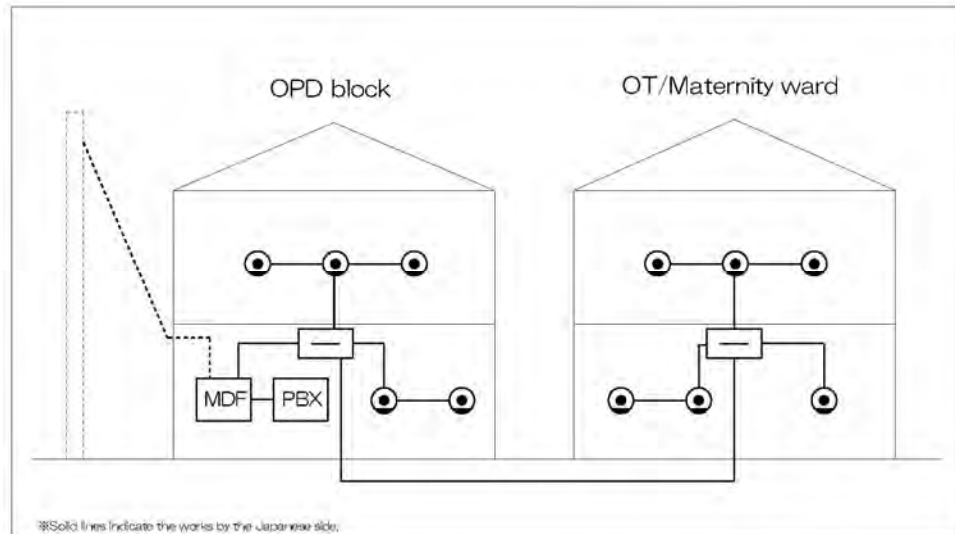 OPD block
OT/Maternity ward
MDF
PBX
※Solid lines indicate the works by the Japanese side.